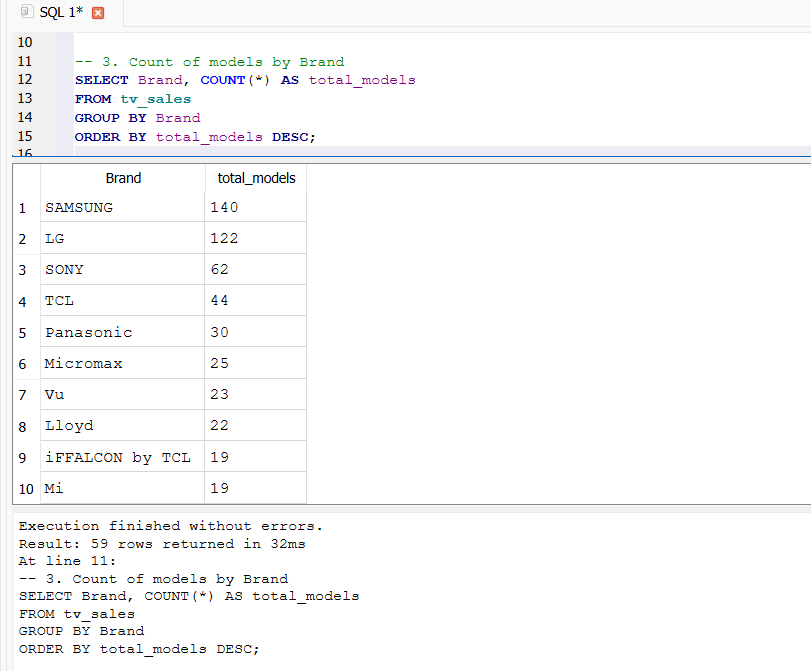 SQL 1*
10
11 -- 3. Count of models by Brand
12 SELECT Brand, COUNT(*) AS total_models
13 FROM tv_sales
14 GROUP BY Brand
15 ORDER BY total_models DESC;
16
Brand total_models
1 SAMSUNG 140
2 LG 122
3 SONY 62
4 TCL 44
5 Panasonic 30
6 Micromax 25
7 Vu 23
8 Lloyd 22
9 iFFALCON by TCL 19
10 Mi 19
Execution finished without errors.
Result: 59 rows returned in 32ms
At line 11:
-- 3. Count of models by Brand
SELECT Brand, COUNT(*) AS total_models
FROM tv_sales
GROUP BY Brand
ORDER BY total_models DESC;